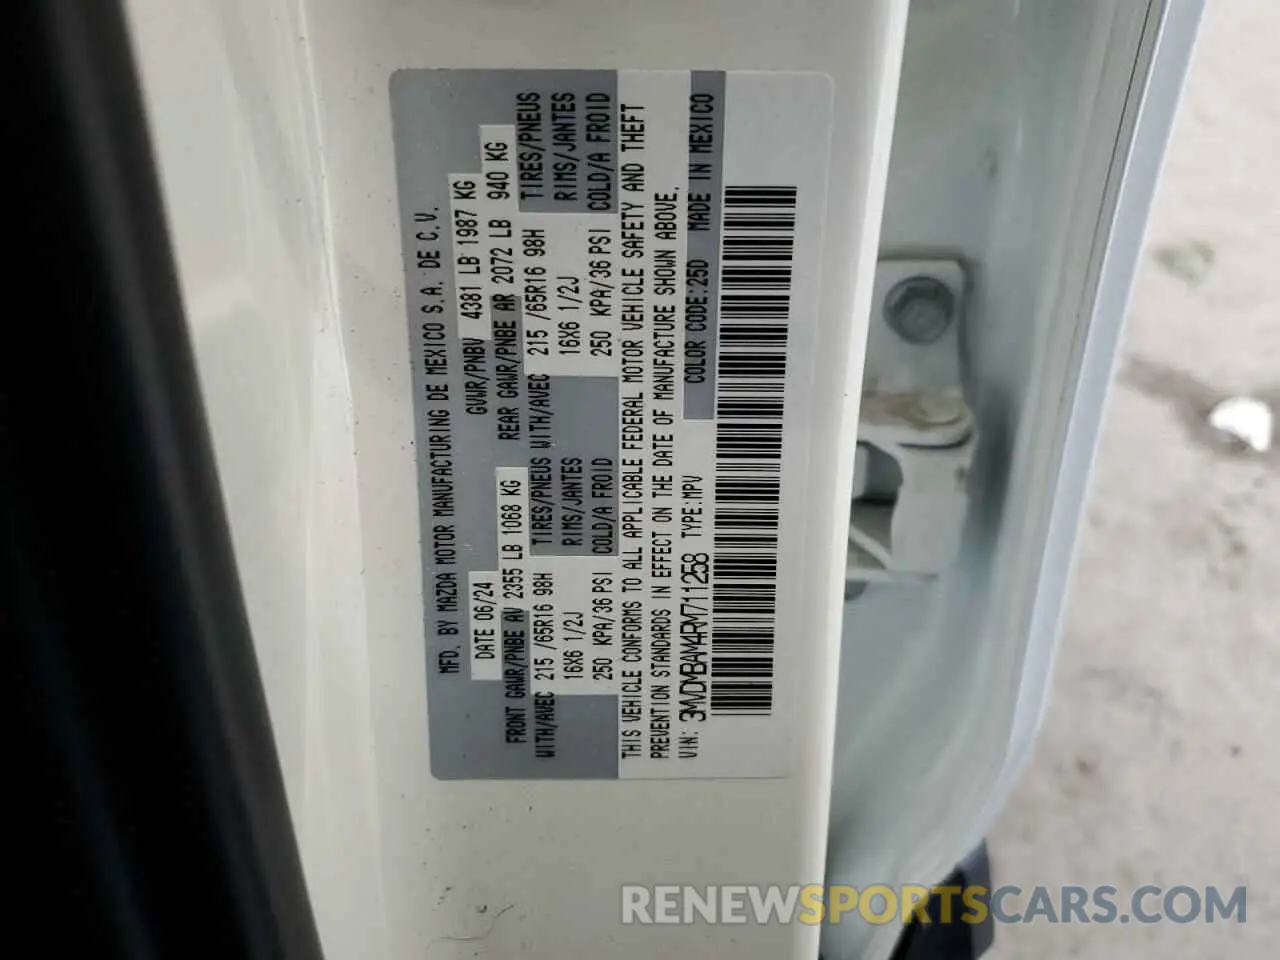 MFD. BY MAZDA MOTOR MANUFACTURING DE MEXICO S.A. DE C.V.
DATE 06/24 GVWR/PNBV 4381 LB 1987 KG
FRONT GAWR/PNBE AV 2355 LB 1068 KG REAR GAWR/PNBE AR 2072 LB 940 KG
WITH/AVEC 215 /65R16 98H TIRES/PNEUS WITH/AVEC 215 /65R16 98H TIRES/PNEUS
16X6 1/2J RIMS/JANTES 16X6 1/2J RIMS/JANTES
250 KPA/36 PSI COLD/A FROID 250 KPA/36 PSI COLD/A FROID
THIS VEHICLE CONFORMS TO ALL APPLICABLE FEDERAL MOTOR VEHICLE SAFETY AND THEFT
PREVENTION STANDARDS IN EFFECT ON THE DATE OF MANUFACTURE SHOWN ABOVE.
VIN: 3MVDMBAM4RM711258 TYPE:MPV COLOR CODE:25D MADE IN MEXICO
RENEWSPORTSCARS.COM